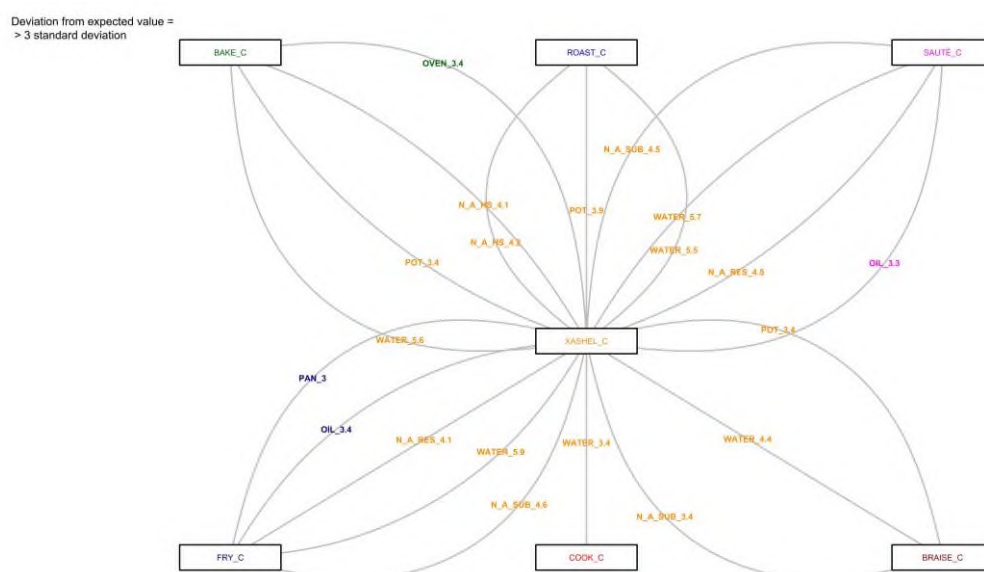 Deviation from expected value =
> 3 standard deviation
BAKE_C
ROAST_C
SAUTE_C
OVEN_3.4
N_A_SUB_4.5
N_A_HS_4.1
POT_3.9
WATER_5.7
N_A_HS_4.2
WATER_5.5
POT_3.4
N_A_RES_4.5
OIL_3.3
POT_3.4
WATER_5.6
XASHEL_C
PAN_3
OIL_3.4
N_A_RES_4.1
WATER_3.4
WATER_4.4
WATER_5.9
N_A_SUB_4.6
N_A_SUB_3.4
FRY_C
COOK_C
BRAISE_C